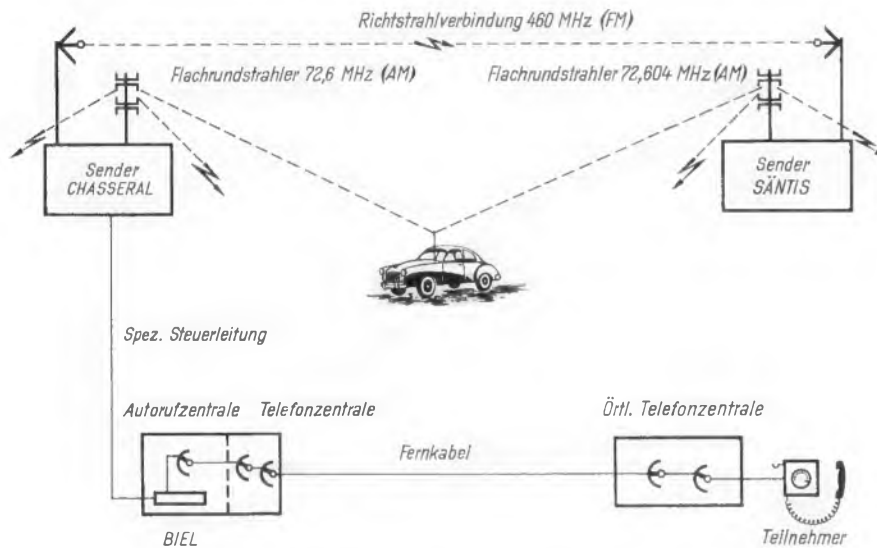 Richtstrahlverbindung 460 MHz (FM)
Flachrundstrahler 72,6 MHz (AM)
Flachrundstrahler 72,604 MHz (AM)
Sender
CHASSERAL
Sender
SÄNTIS
Spez. Steuerleitung
Autorufzentrale
Telefonzentrale
Örtl. Telefonzentrale
Fernkabel
BIEL
Teilnehmer